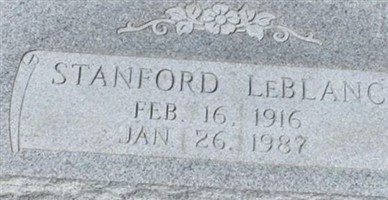 STANFORD LEBLANC
FEB. 16, 1916
JAN 26, 1987